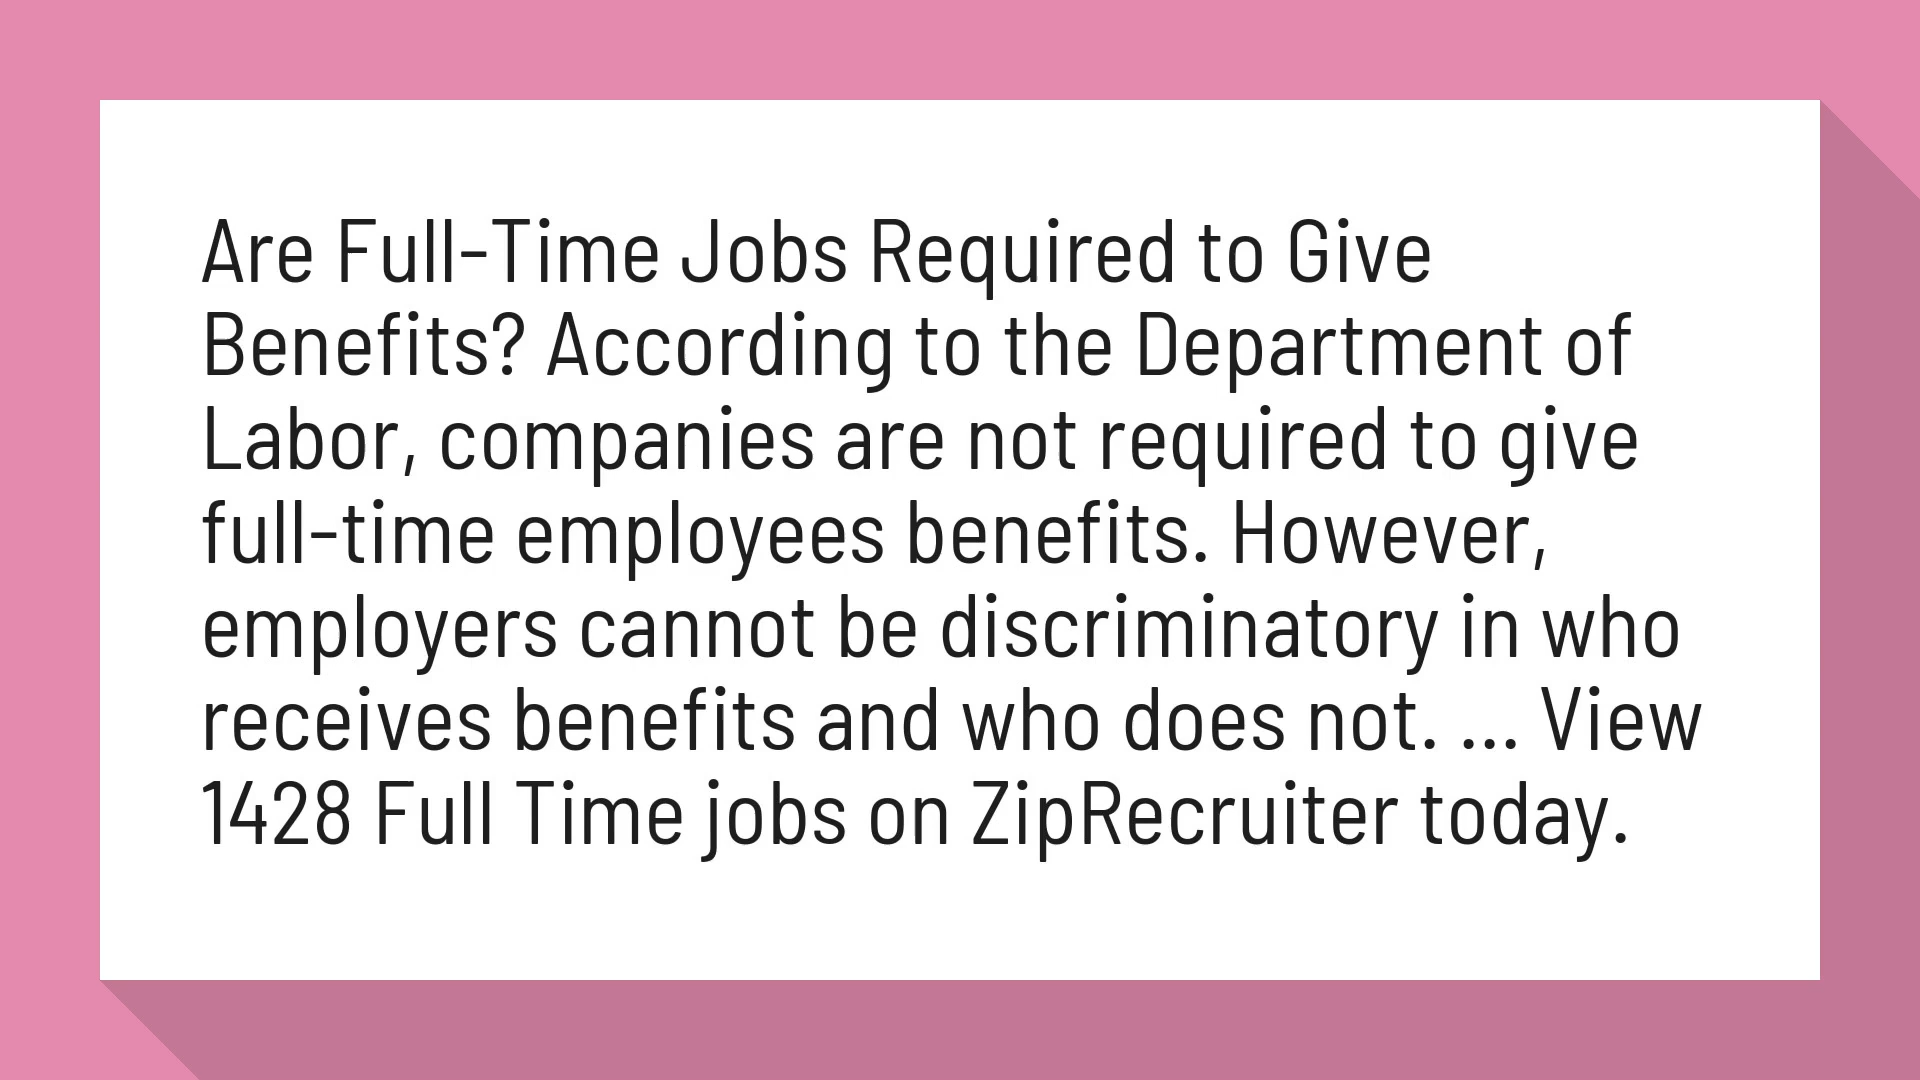 Are Full-Time Jobs Required to Give
Benefits? According to the Department of
Labor, companies are not required to give
full-time employees benefits. However,
employers cannot be discriminatory in who
receives benefits and who does not. ... View
1428 Full Time jobs on ZipRecruiter today.